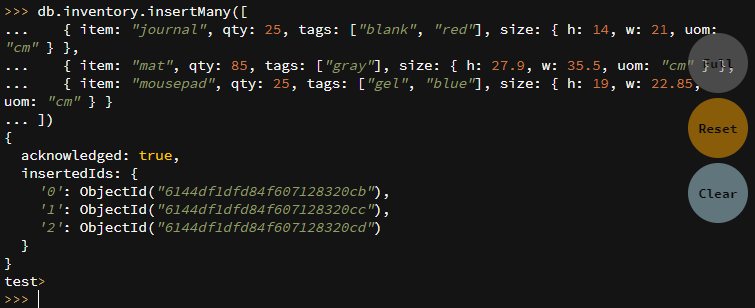 >>> db.inventory.insertMany([
...    { item: "journal", qty: 25, tags: ["blank", "red"], size: { h: 14, w: 21, uom:
"cm" } },
...    { item: "mat", qty: 85, tags: ["gray"], size: { h: 27.9, w: 35.5, uom: "cm" } },
Full
...    { item: "mousepad", qty: 25, tags: ["gel", "blue"], size: { h: 19, w: 22.85,
uom: "cm" } }
... ])
Reset
{
  acknowledged: true,
  insertedIds: {
    '0': ObjectId("6144df1dfd84f607128320cb"),
    '1': ObjectId("6144df1dfd84f607128320cc"),
    '2': ObjectId("6144df1dfd84f607128320cd")
Clear
  }
}
test>
>>>